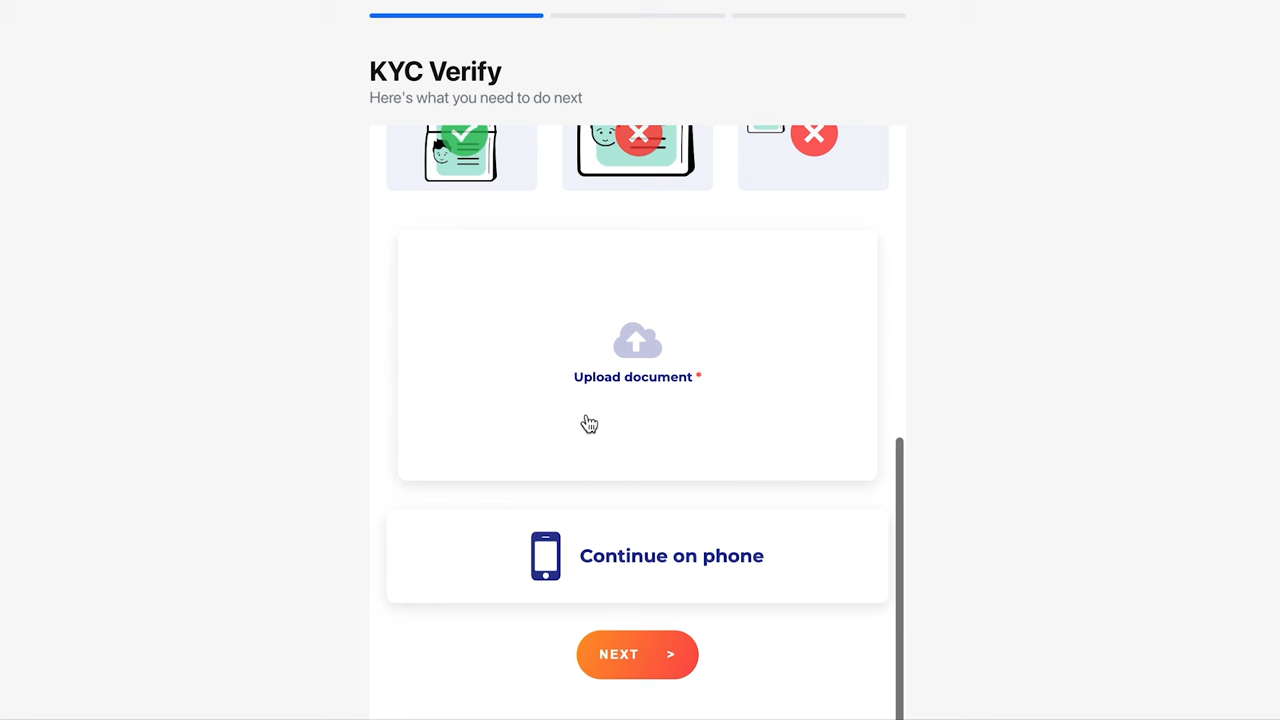 KYC Verify
Here's what you need to do next
Upload document *
Continue on phone
NEXT >